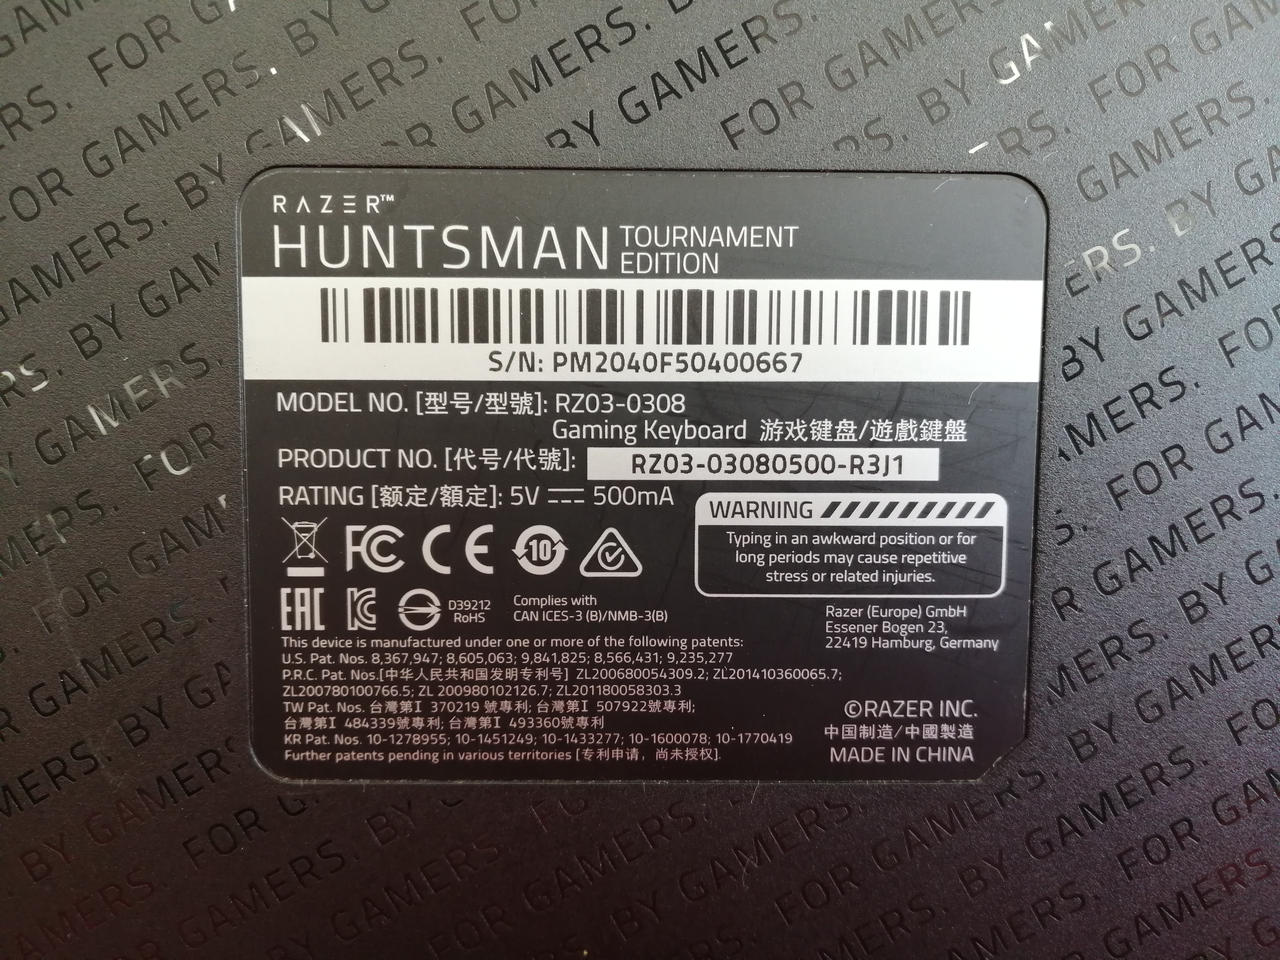 RAZER™
HUNTSMAN TOURNAMENT EDITION
S/N: PM2040F50400667
MODEL NO. [型号/型號]: RZ03-0308
Gaming Keyboard 游戏键盘/遊戲鍵盤
PRODUCT NO. [代号/代號]: RZ03-03080500-R3J1
RATING [额定/額定]: 5V ⎓ 500mA
WARNING
Typing in an awkward position or for
long periods may cause repetitive
stress or related injuries.
FC CE 10
EAC KC D39212
RoHS
Complies with
CAN ICES-3 (B)/NMB-3(B)
Razer (Europe) GmbH
Essener Bogen 23,
22419 Hamburg, Germany
This device is manufactured under one or more of the following patents:
U.S. Pat. Nos. 8,367,947; 8,605,063; 9,841,825; 8,566,431; 9,235,277
P.R.C. Pat. Nos.[中华人民共和国发明专利号] ZL200680054309.2; ZL201410360065.7;
ZL200780100766.5; ZL 200980102126.7; ZL201180058303.3
TW Pat. Nos. 台灣第I 370219 號專利; 台灣第I 507922號專利;
台灣第I 484339號專利; 台灣第I 493360號專利
KR Pat. Nos. 10-1278955; 10-1451249; 10-1433277; 10-1600078; 10-1770419
Further patents pending in various territories [专利申请，尚未授权].
©RAZER INC.
中国制造/中國製造
MADE IN CHINA
FOR GAMERS. BY GAMERS.